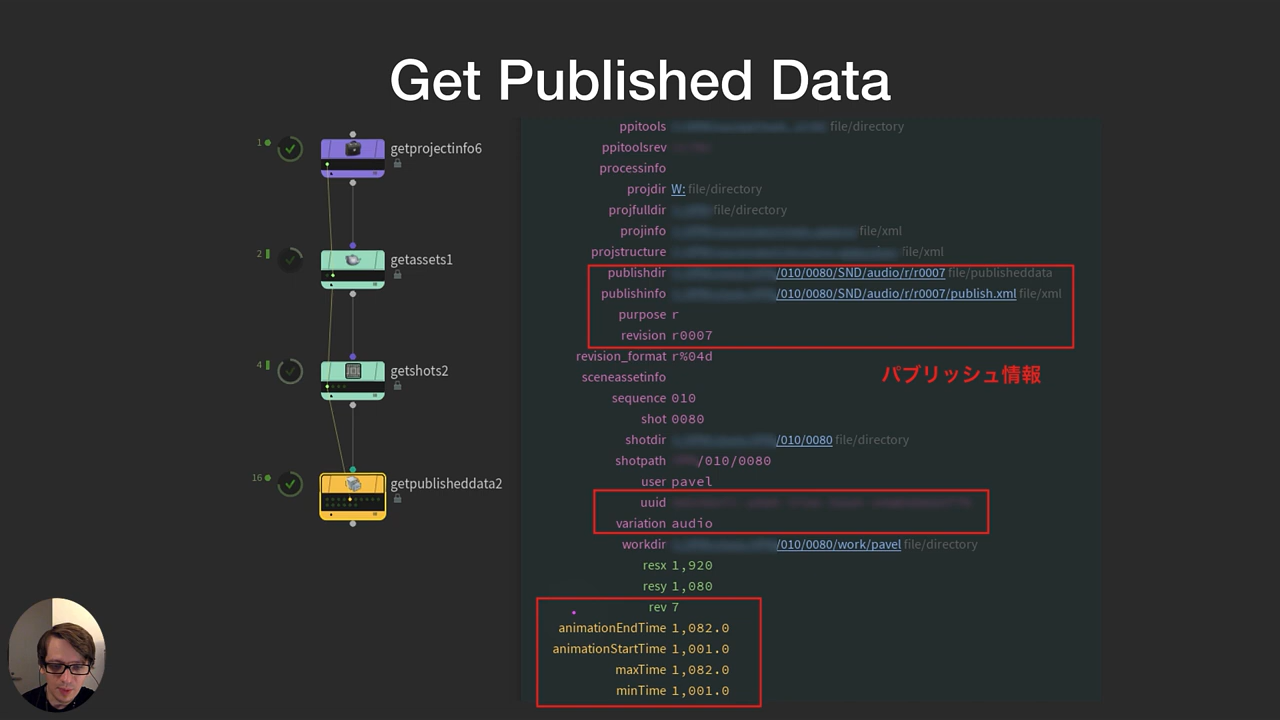 Get Published Data
1
getprojectinfo6
2
getassets1
4
getshots2
16
getpublisheddata2
ppitools file/directory
ppitoolsrev
processinfo
projdir W: file/directory
projfulldir file/directory
projinfo file/xml
projstructure file/xml
publishdir /010/0080/SND/audio/r/r0007 file/publisheddata
publishinfo /010/0080/SND/audio/r/r0007/publish.xml file/xml
purpose r
revision r0007
revision_format r%04d
パブリッシュ情報
sceneassetinfo
sequence 010
shot 0080
shotdir /010/0080 file/directory
shotpath /010/0080
user pavel
uuid
variation audio
workdir /010/0080/work/pavel file/directory
resx 1,920
resy 1,080
rev 7
animationEndTime 1,082.0
animationStartTime 1,001.0
maxTime 1,082.0
minTime 1,001.0